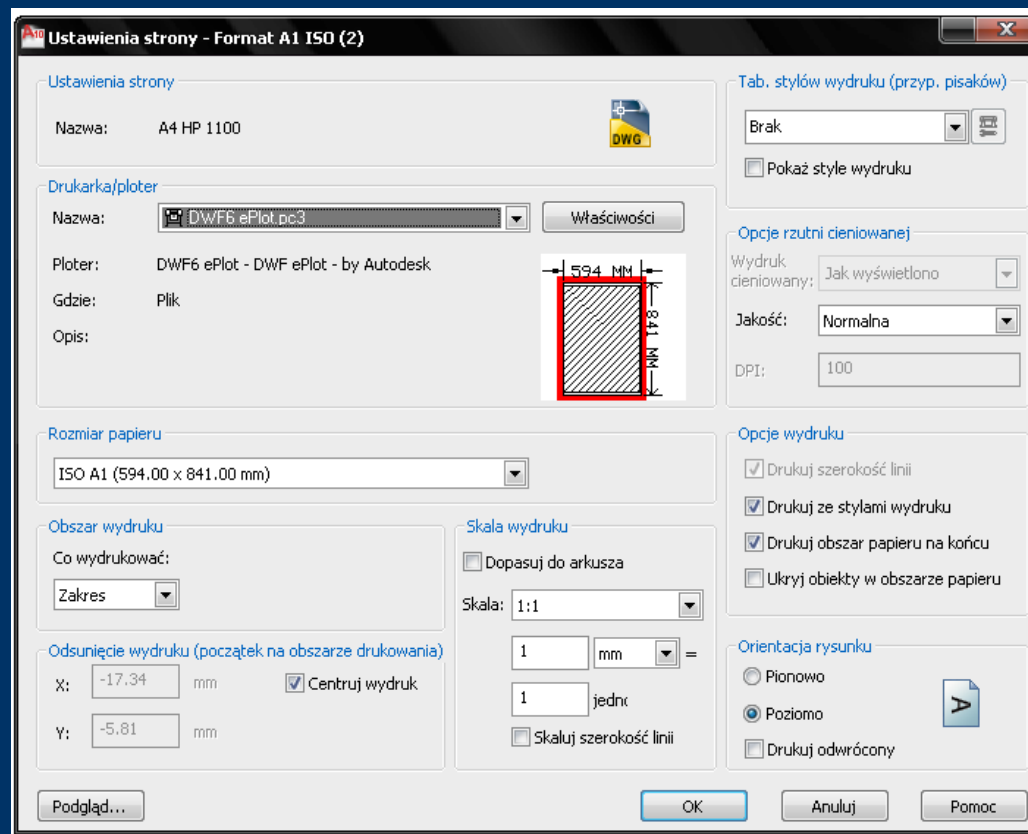 A10 Ustawienia strony - Format A1 ISO (2)
X
Ustawienia strony
Nazwa: A4 HP 1100
DWG
Drukarka/ploter
Nazwa: DWF6 ePlot.pc3 Właściwości
Ploter: DWF6 ePlot - DWF ePlot - by Autodesk
Gdzie: Plik
Opis:
594 MM
841 MM
Rozmiar papieru
ISO A1 (594.00 x 841.00 mm)
Obszar wydruku
Co wydrukować:
Zakres
Odsunięcie wydruku (początek na obszarze drukowania)
X: -17.34 mm Centruj wydruk
Y: -5.81 mm
Skala wydruku
Dopasuj do arkusza
Skala: 1:1
1 mm =
1 jedno
Skaluj szerokość linii
Tab. stylów wydruku (przyp. pisaków)
Brak
Pokaż style wydruku
Opcje rzutni cieniowanej
Wydruk
cieniowany: Jak wyświetlono
Jakość: Normalna
DPI: 100
Opcje wydruku
Drukuj szerokość linii
Drukuj ze stylami wydruku
Drukuj obszar papieru na końcu
Ukryj obiekty w obszarze papieru
Orientacja rysunku
Pionowo
Poziomo
A
Drukuj odwrócony
Podgląd... OK Anuluj Pomoc